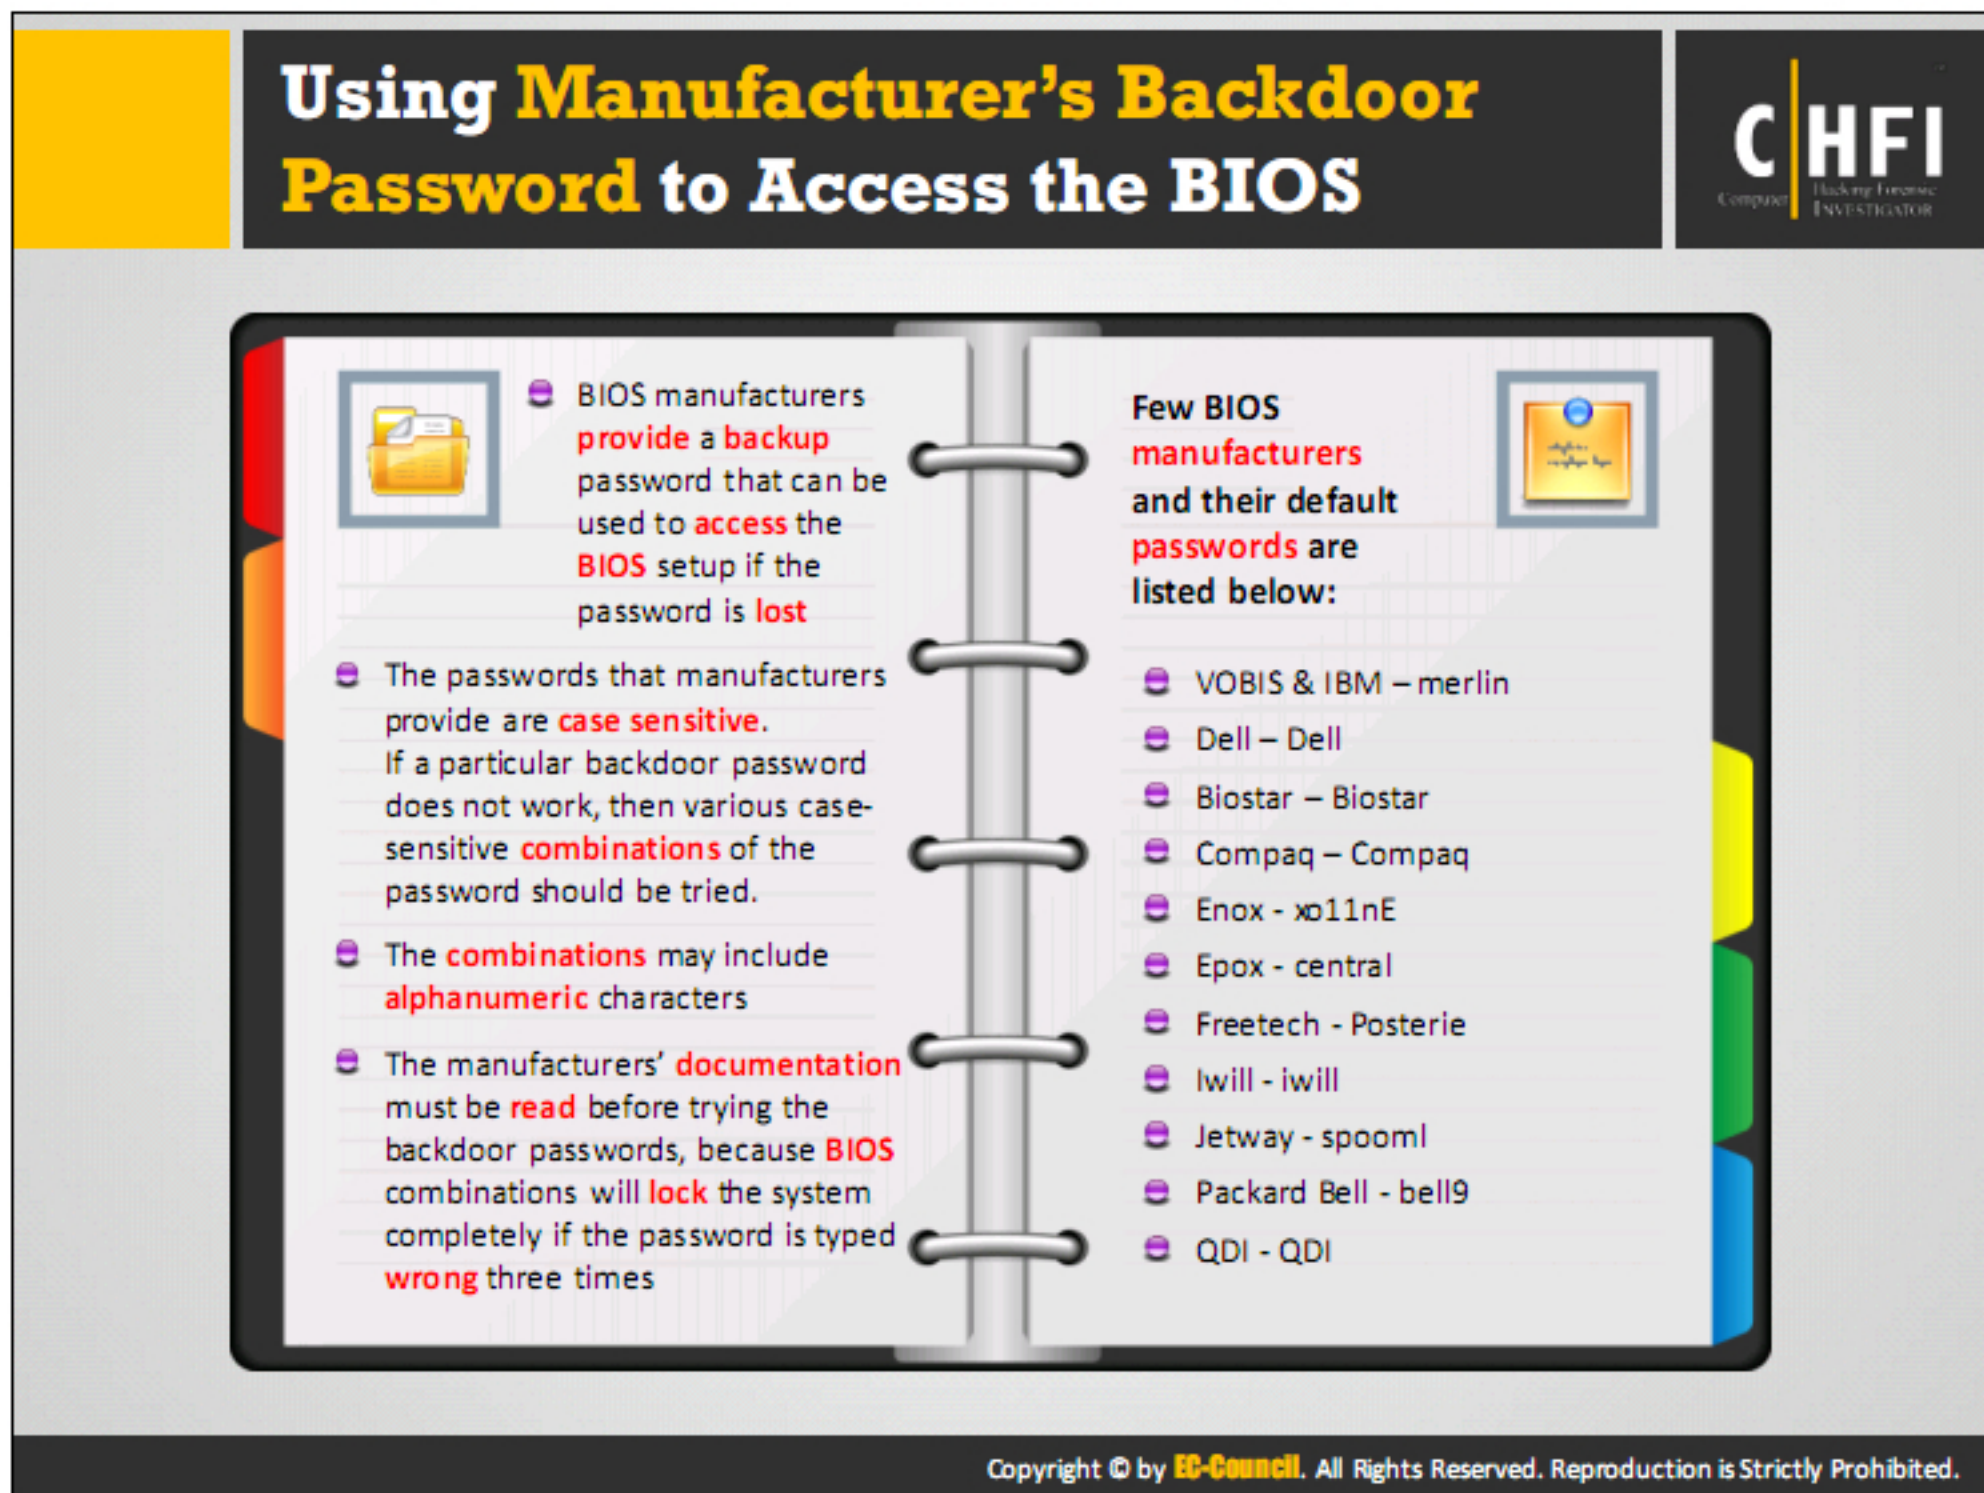 Using Manufacturer's Backdoor
Password to Access the BIOS
C HFI
Computer
Hacking Forensic
INVESTIGATOR
BIOS manufacturers
provide a backup
password that can be
used to access the
BIOS setup if the
password is lost
The passwords that manufacturers
provide are case sensitive.
If a particular backdoor password
does not work, then various case-
sensitive combinations of the
password should be tried.
The combinations may include
alphanumeric characters
The manufacturers' documentation
must be read before trying the
backdoor passwords, because BIOS
combinations will lock the system
completely if the password is typed
wrong three times
Few BIOS
manufacturers
and their default
passwords are
listed below:
VOBIS & IBM – merlin
Dell – Dell
Biostar – Biostar
Compaq – Compaq
Enox - xo11nE
Epox - central
Freetech - Posterie
Iwill - iwill
Jetway - spooml
Packard Bell - bell9
QDI - QDI
Copyright © by EC-Council. All Rights Reserved. Reproduction is Strictly Prohibited.